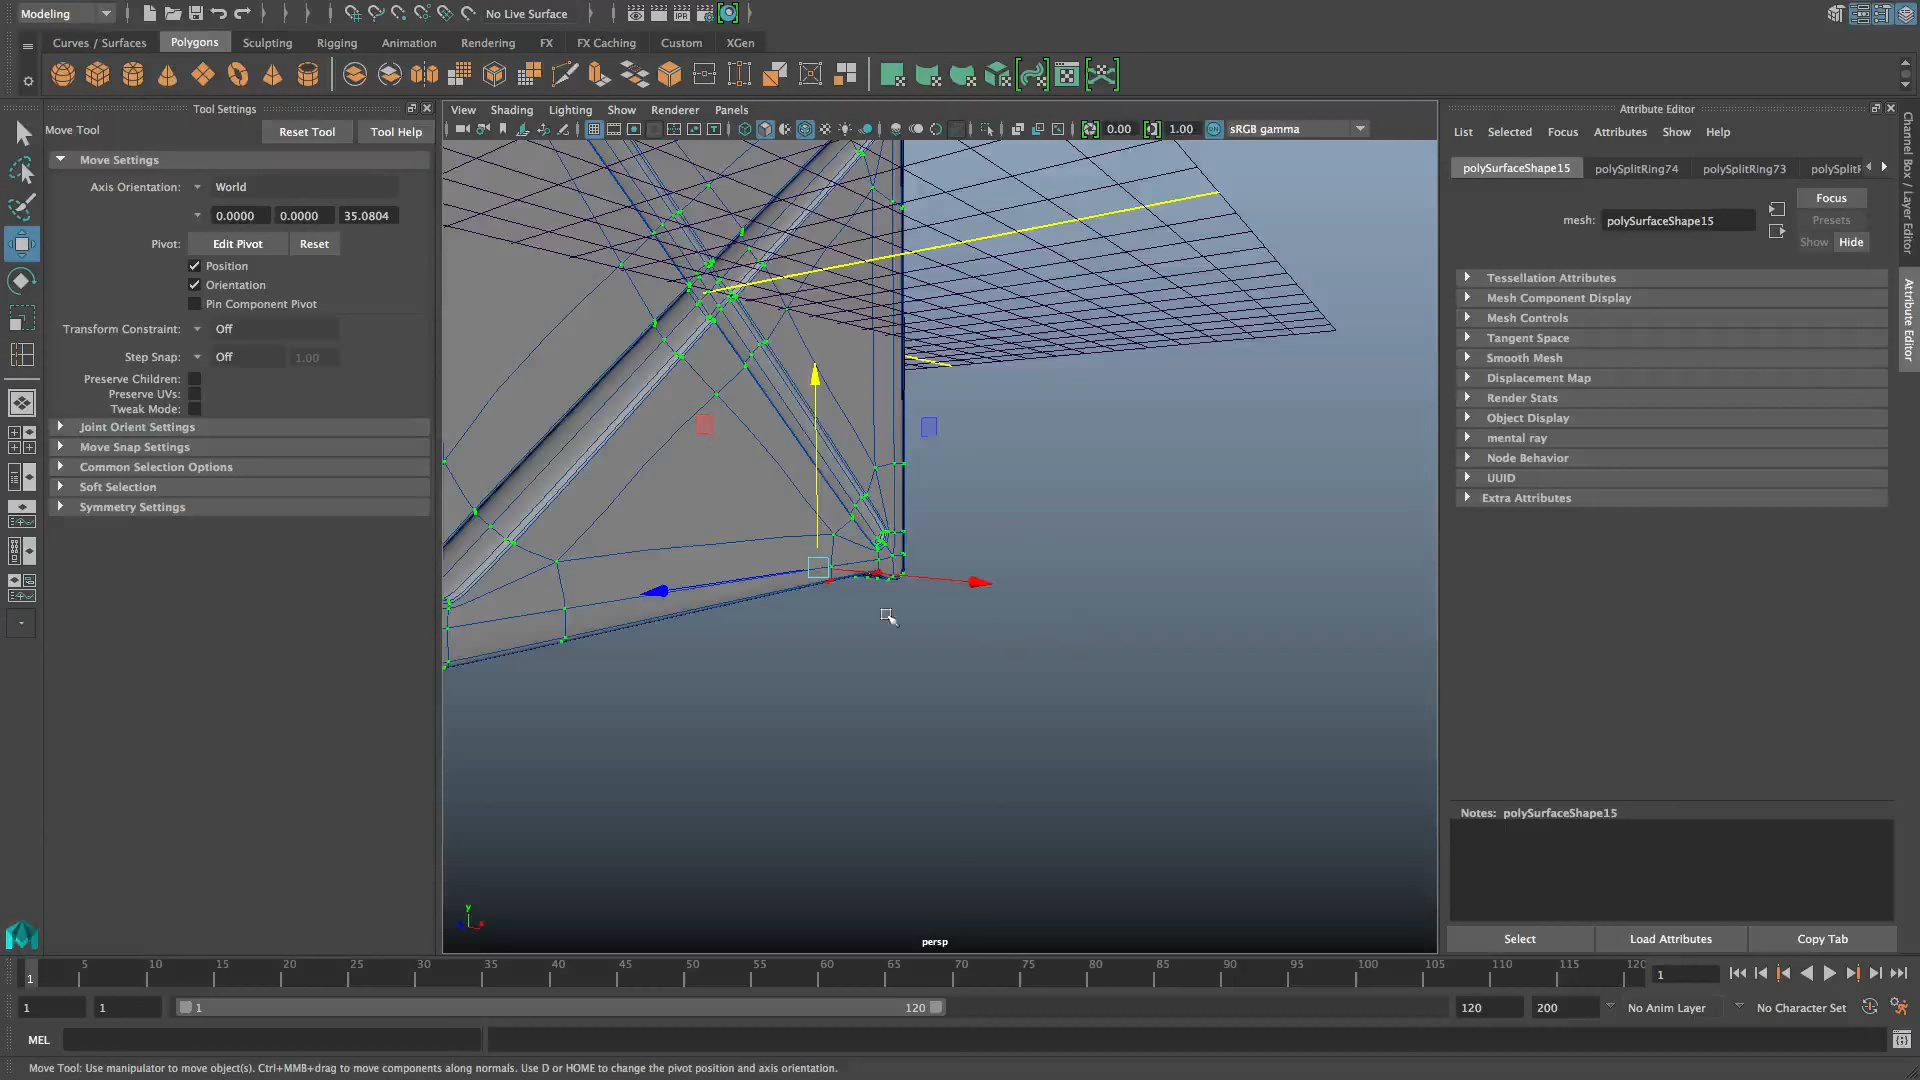 Modeling
No Live Surface
Curves / Surfaces Polygons Sculpting Rigging Animation Rendering FX FX Caching Custom XGen
Tool Settings
Move Tool Reset Tool Tool Help
Move Settings
Axis Orientation: World
0.0000 0.0000 35.0804
Pivot: Edit Pivot Reset
Position
Orientation
Pin Component Pivot
Transform Constraint: Off
Step Snap: Off 1.00
Preserve Children:
Preserve UVs:
Tweak Mode:
Joint Orient Settings
Move Snap Settings
Common Selection Options
Soft Selection
Symmetry Settings
View Shading Lighting Show Renderer Panels
0.00 1.00 sRGB gamma
y
persp
Attribute Editor
List Selected Focus Attributes Show Help
polySurfaceShape15 polySplitRing74 polySplitRing73
Focus
mesh: polySurfaceShape15 Presets
Show Hide
Tessellation Attributes
Mesh Component Display
Mesh Controls
Tangent Space
Smooth Mesh
Displacement Map
Render Stats
Object Display
mental ray
Node Behavior
UUID
Extra Attributes
Notes: polySurfaceShape15
Select Load Attributes Copy Tab
Channel Box / Layer Editor
Attribute Editor
1 5 10 15 20 25 30 35 40 45 50 55 60 65 70 75 80 85 90 95 100 105 110 115 120
1
1 1 1 120 120 200 No Anim Layer No Character Set
MEL
Move Tool: Use manipulator to move object(s). Ctrl+MMB+drag to move components along normals. Use D or HOME to change the pivot position and axis orientation.